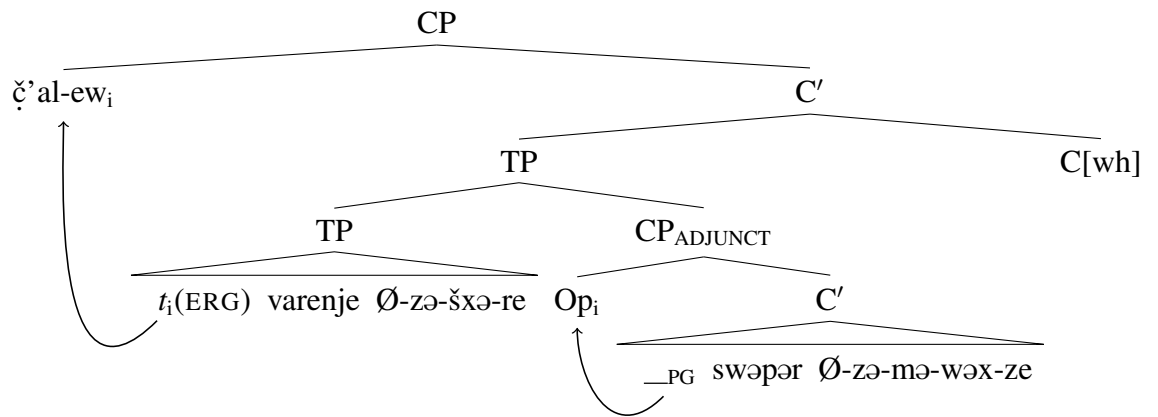 CP
č̣’al-ewᵢ C′
TP C[wh]
TP CP_ADJUNCT
tᵢ(ERG) varenje Ø-zə-šxə-re Opᵢ C′
__PG swəpər Ø-zə-mə-wəx-ze